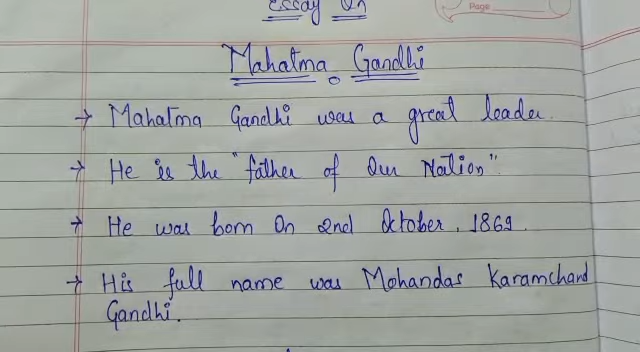 Essay On
Page
Mahatma Gandhi
→ Mahatma Gandhi was a great leader.
→ He is the "father of Our Nation"
→ He was born On 2nd October, 1869.
→ His full name was Mohandas Karamchand
Gandhi.